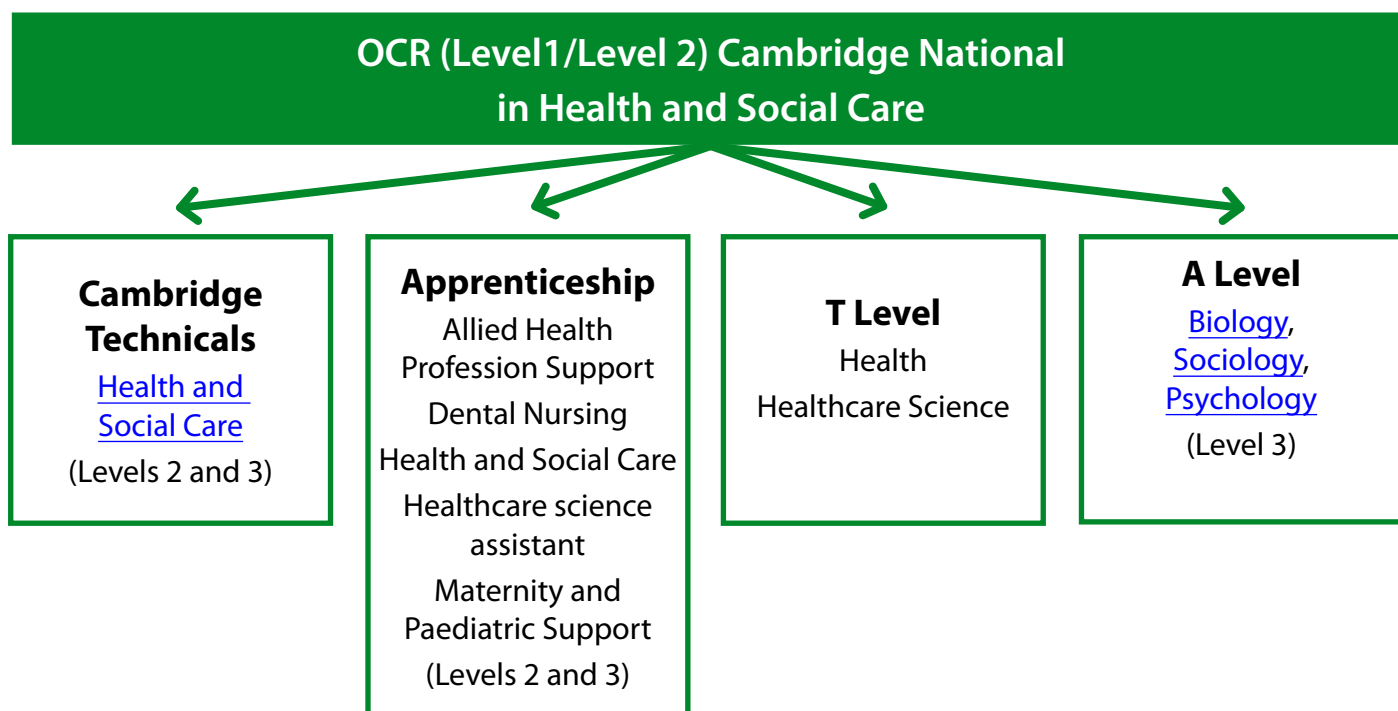 OCR (Level1/Level 2) Cambridge National
in Health and Social Care
Cambridge
Technicals
Health and
Social Care
(Levels 2 and 3)
Apprenticeship
Allied Health
Profession Support
Dental Nursing
Health and Social Care
Healthcare science
assistant
Maternity and
Paediatric Support
(Levels 2 and 3)
T Level
Health
Healthcare Science
A Level
Biology,
Sociology,
Psychology
(Level 3)